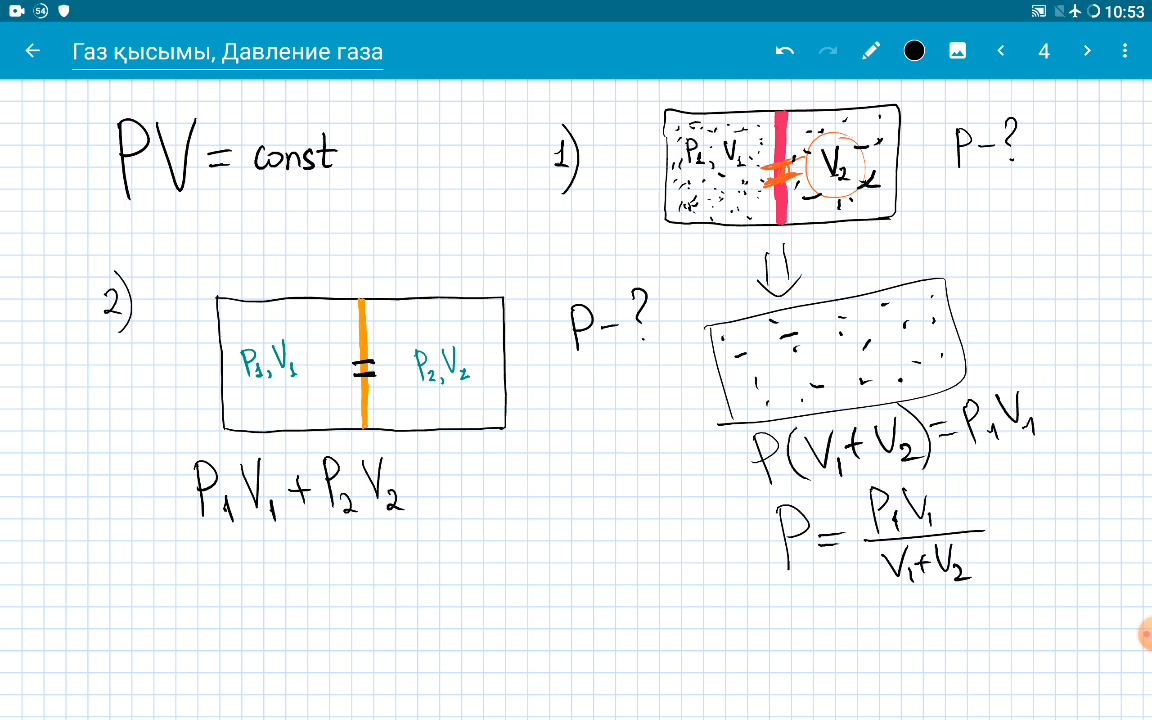 54
10:53
Газ қысымы, Давление газа
4
PV = const
1)
P₁, V₁
V₂
P - ?
2)
P₁, V₁
P₂, V₂
P - ?
P(V₁+V₂)=P₁V₁
P₁V₁+P₂V₂
P = P₁V₁
V₁+V₂